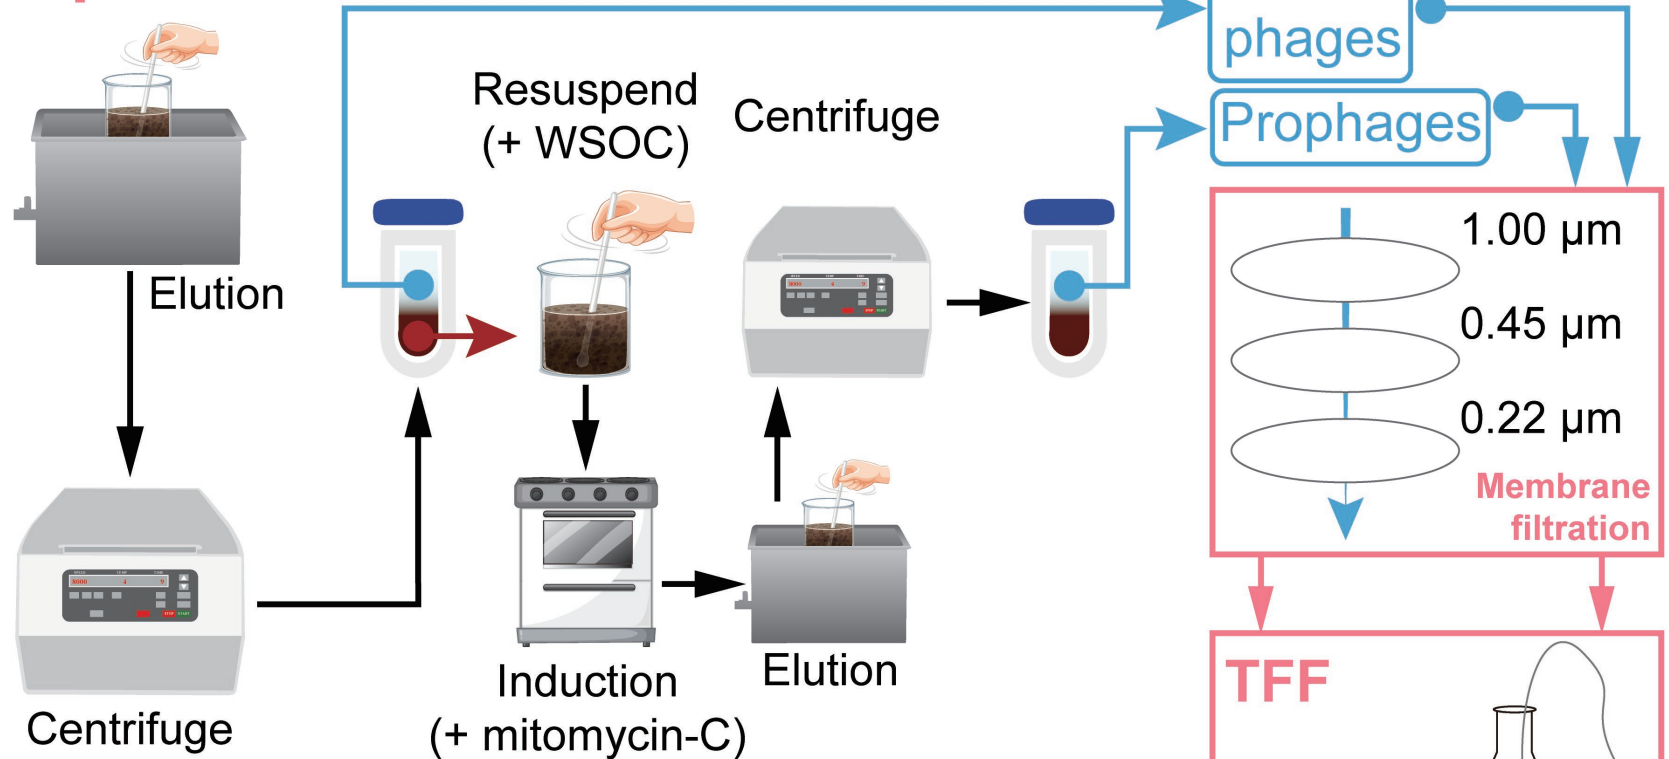 phages
Resuspend
(+ WSOC)
Centrifuge
Prophages
1.00 µm
Elution
0.45 µm
0.22 µm
Membrane
filtration
Elution
Induction
(+ mitomycin-C)
TFF
Centrifuge